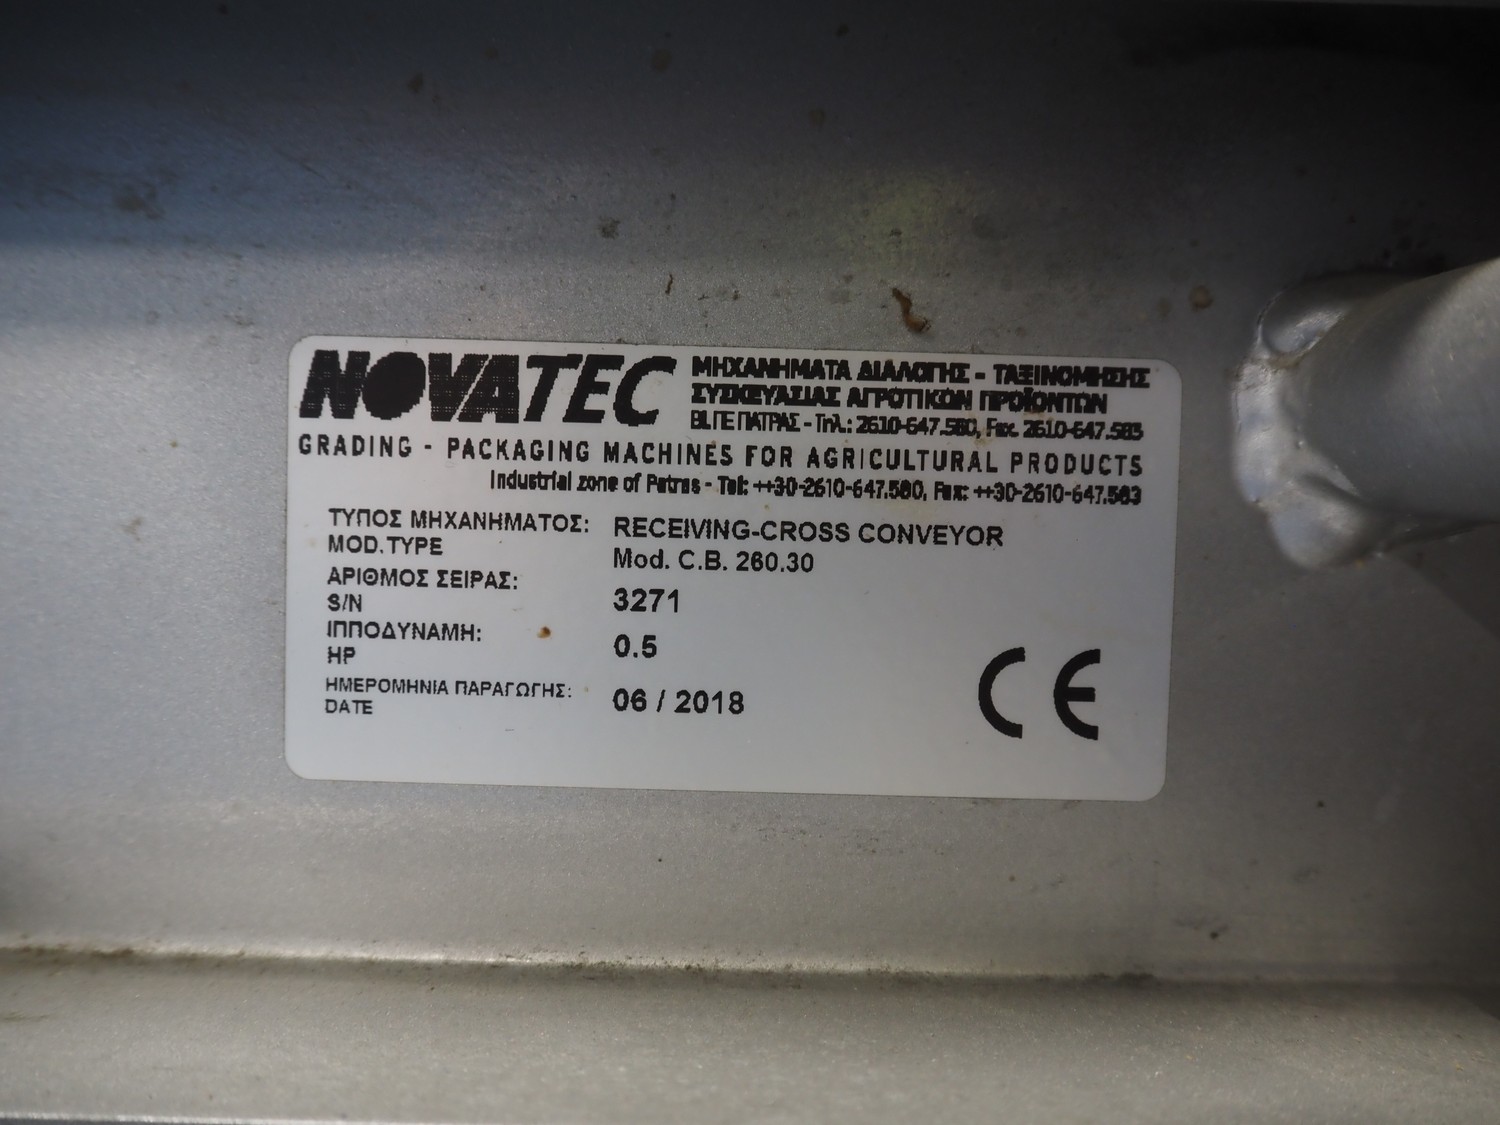 NOVATEC
ΜΗΧΑΝΗΜΑΤΑ ΔΙΑΛΟΓΗΣ - ΤΑΞΙΝΟΜΗΣΗΣ
ΣΥΣΚΕΥΑΣΙΑΣ ΑΓΡΟΤΙΚΩΝ ΠΡΟΪΟΝΤΩΝ
ΒΙ.ΠΕ ΠΑΤΡΑΣ - Τηλ.: 2610-647.580, Fax. 2610-647.583
GRADING - PACKAGING MACHINES FOR AGRICULTURAL PRODUCTS
Industrial zone of Patras - Tel: ++30-2610-647.580, Fax: ++30-2610-647.583
ΤΥΠΟΣ ΜΗΧΑΝΗΜΑΤΟΣ: RECEIVING-CROSS CONVEYOR
MOD.TYPE Mod. C.B. 260.30
ΑΡΙΘΜΟΣ ΣΕΙΡΑΣ:
S/N 3271
ΙΠΠΟΔΥΝΑΜΗ:
HP 0.5
ΗΜΕΡΟΜΗΝΙΑ ΠΑΡΑΓΩΓΗΣ:
DATE 06 / 2018
CE